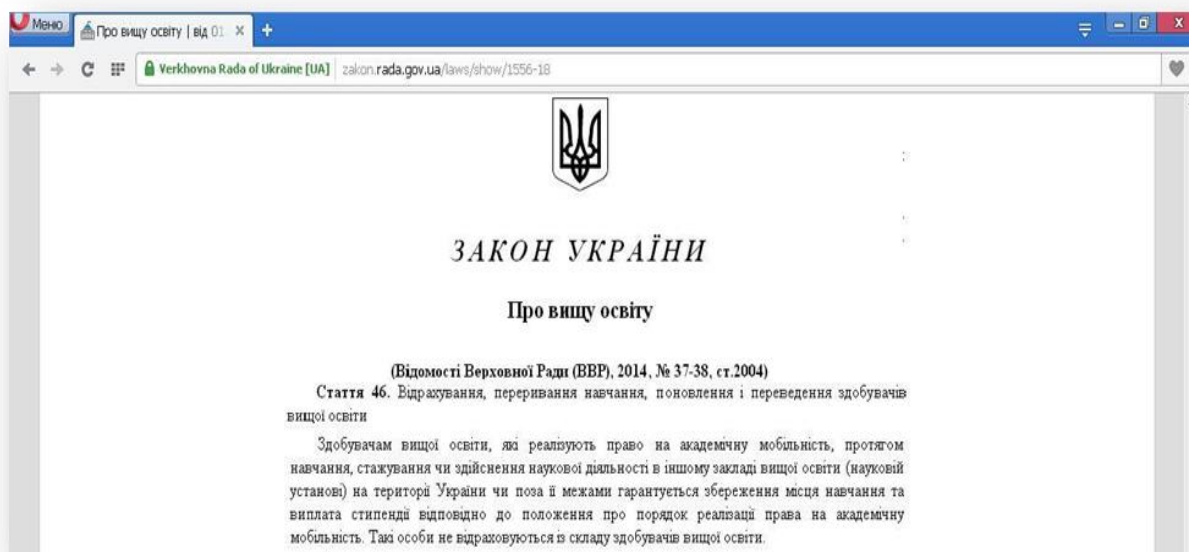 Меню
Про вищу освіту | від 01
Verkhovna Rada of Ukraine [UA] zakon.rada.gov.ua/laws/show/1556-18
ЗАКОН УКРАЇНИ
Про вищу освіту
(Відомості Верховної Ради (ВВР), 2014, № 37-38, ст.2004)
Стаття 46. Відрахування, переривання навчання, поновлення і переведення здобувачів
вищої освіти
Здобувачам вищої освіти, які реалізують право на академічну мобільність, протягом
навчання, стажування чи здійснення наукової діяльності в іншому закладі вищої освіти (науковій
установі) на території України чи поза її межами гарантується збереження місця навчання та
виплата стипендії відповідно до положення про порядок реалізації права на академічну
мобільність. Такі особи не відраховуються із складу здобувачів вищої освіти.